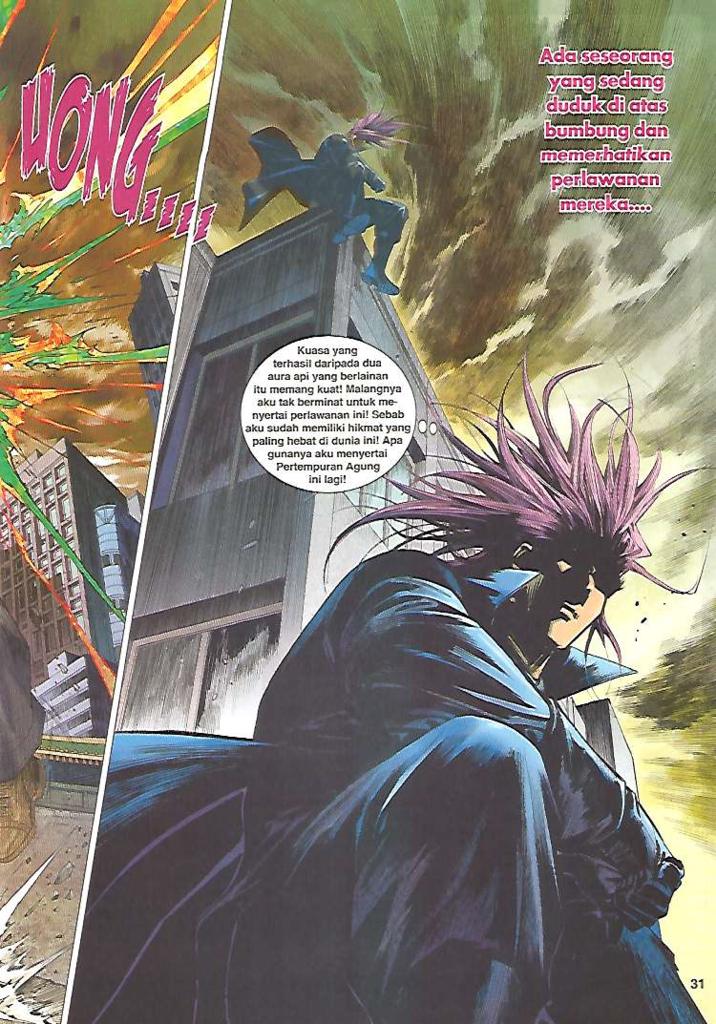 UONG....
Ada seseorang
yang sedang
duduk di atas
bumbung dan
memerhatikan
perlawanan
mereka....
Kuasa yang
terhasil daripada dua
aura api yang berlainan
itu memang kuat! Malangnya
aku tak berminat untuk me-
nyertai perlawanan ini! Sebab
aku sudah memiliki hikmat yang
paling hebat di dunia ini! Apa
gunanya aku menyertai
Pertempuran Agung
ini lagi!
31